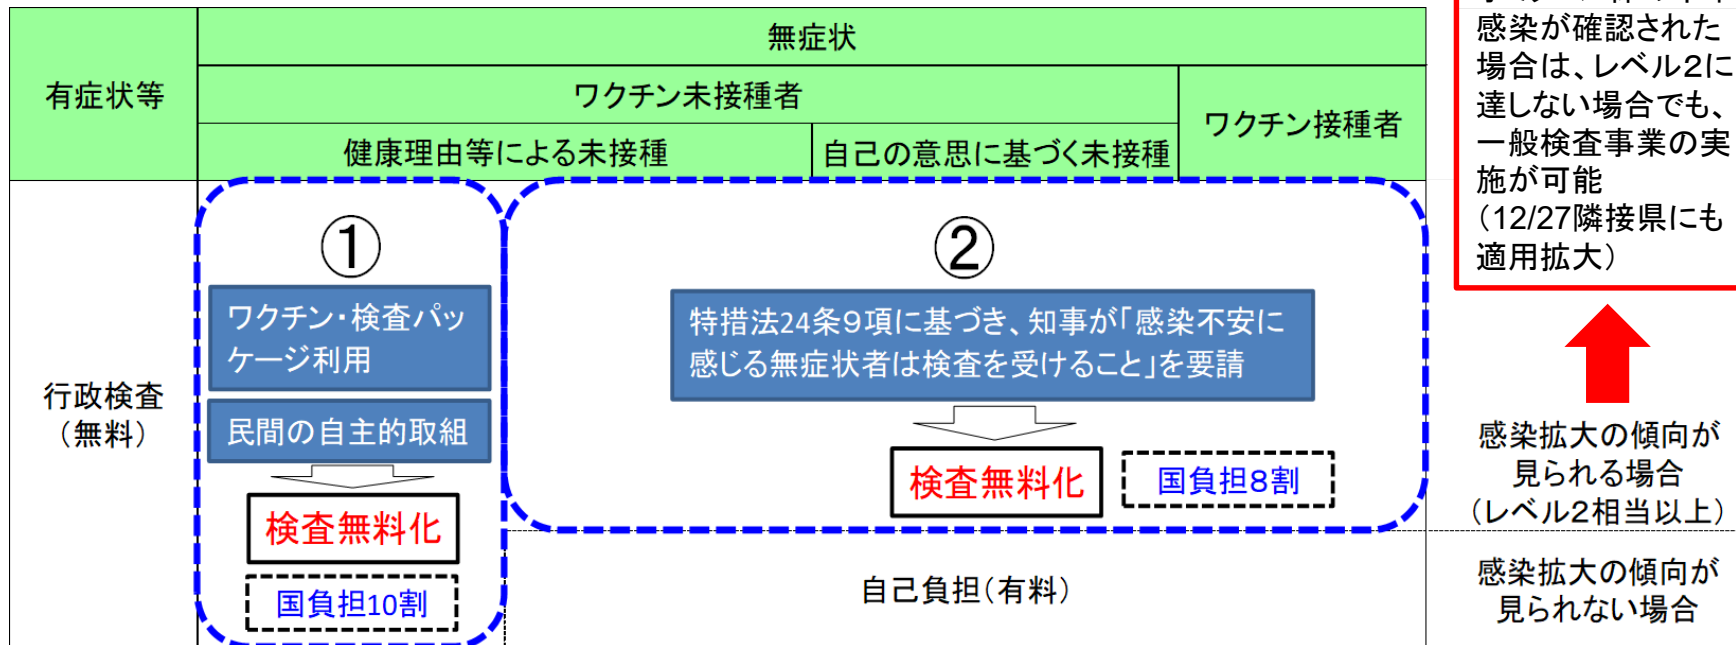 有症状等
無症状
ワクチン未接種者
ワクチン接種者
健康理由等による未接種
自己の意思に基づく未接種
行政検査
（無料）
①
ワクチン・検査パッ
ケージ利用
民間の自主的取組
検査無料化
国負担10割
②
特措法24条９項に基づき、知事が「感染不安に
感じる無症状者は検査を受けること」を要請
検査無料化
国負担８割
自己負担（有料）
感染が確認された
場合は、レベル２に
達しない場合でも、
一般検査事業の実
施が可能
（12/27隣接県にも
適用拡大）
感染拡大の傾向が
見られる場合
（レベル２相当以上）
感染拡大の傾向が
見られない場合